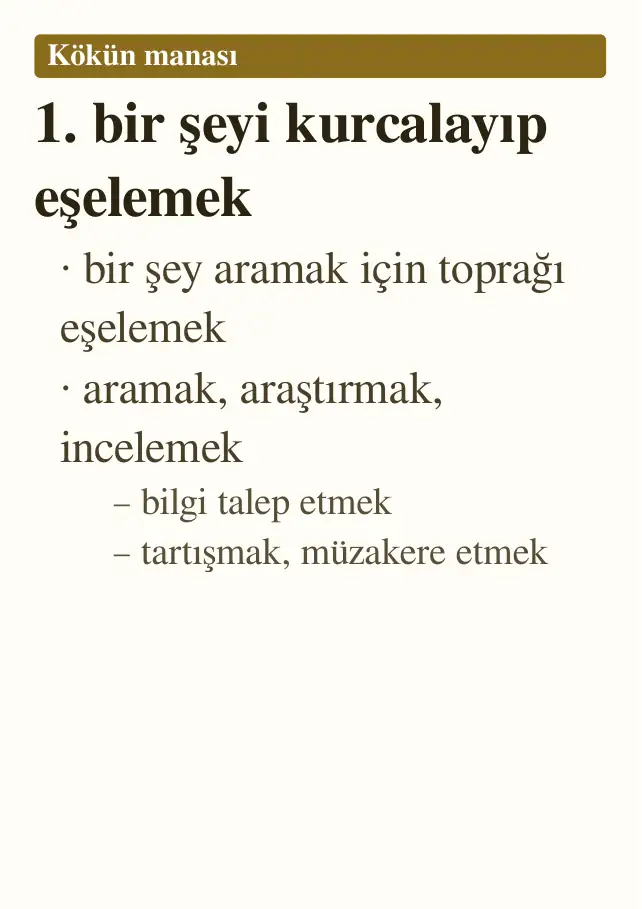 Kökün manası
1. bir şeyi kurcalayıp
eşelemek
· bir şey aramak için toprağı
eşelemek
· aramak, araştırmak,
incelemek
– bilgi talep etmek
– tartışmak, müzakere etmek